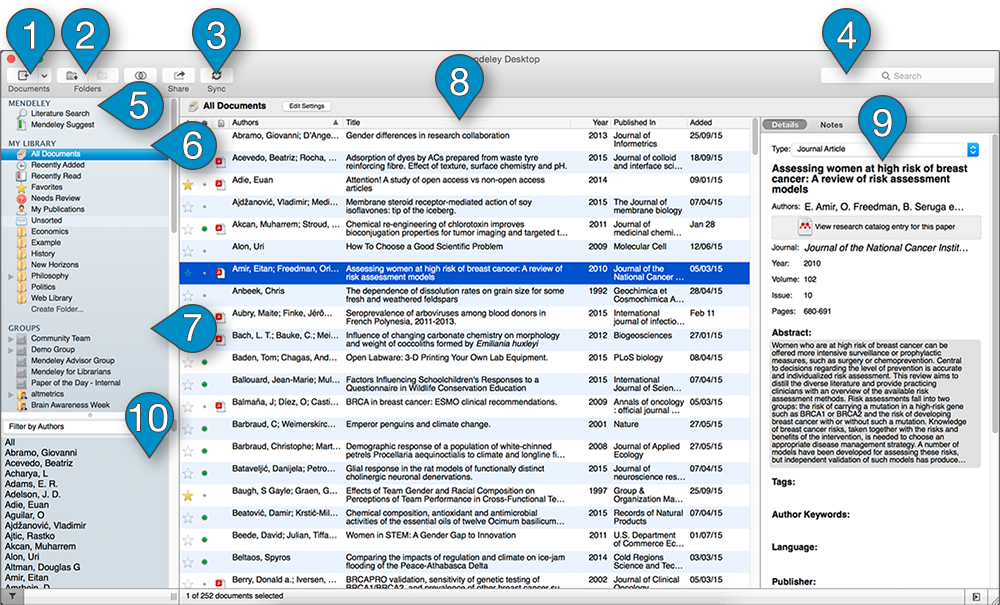 1
2
3
4
Mendeley Desktop
8
Search
Documents
Folders
Share
Sync
5
MENDELEY
Literature Search
Mendeley Suggest
6
MY LIBRARY
All Documents
Recently Added
Recently Read
Favorites
Needs Review
My Publications
Unsorted
Economics
Example
History
New Horizons
Philosophy
Politics
Web Library
Create Folder...
7
GROUPS
Community Team
Demo Group
Mendeley Advisor Group
Mendeley for Librarians
Paper of the Day - Internal
altmetrics
Brain Awareness Week
10
Filter by Authors
All
Abramo, Giovanni
Acevedo, Beatriz
Acharya, L
Adams, E. R.
Adelson, J. D.
Adie, Euan
Aguilar, O
Ajdžanović, Vladimir
Ajtic, Rastko
Akcan, Muharrem
Alon, Uri
Altman, Douglas G
Amir, Eitan
All Documents
Edit Settings
Authors Title Year Published In Added
Abramo, Giovanni; D'Ange... Gender differences in research collaboration 2013 Journal of 25/09/15
Informetrics
Acevedo, Beatriz; Rocha, ... Adsorption of dyes by ACs prepared from waste tyre 2015 Journal of colloid 18/09/15
reinforcing fibre. Effect of texture, surface chemistry and pH. and interface sci...
Adie, Euan Attention! A study of open access vs non-open access 2014 09/01/15
articles
Ajdžanović, Vladimir; Medi... Membrane steroid receptor-mediated action of soy 2015 The Journal of 07/04/15
isoflavones: tip of the iceberg. membrane biology
Akcan, Muharrem; Stroud, ... Chemical re-engineering of chlorotoxin improves 2011 Journal of Jan 28
bioconjugation properties for tumor imaging and targeted t... medicinal chemi...
Alon, Uri How To Choose a Good Scientific Problem 2009 Molecular Cell 12/06/15
Amir, Eitan; Freedman, Ori... Assessing women at high risk of breast cancer: A review of 2010 Journal of the 05/03/15
risk assessment models National Cancer ...
Anbeek, Chris The dependence of dissolution rates on grain size for some 1992 Geochimica et 28/04/15
fresh and weathered feldspars Cosmochimica A...
Aubry, Maite; Finke, Jérô... Seroprevalence of arboviruses among blood donors in 2015 International Feb 11
French Polynesia, 2011-2013. journal of infectio...
Bach, L. T.; Bauke, C.; Mei... Influence of changing carbonate chemistry on morphology 2012 Biogeosciences 27/01/15
and weight of coccoliths formed by Emiliania huxleyi
Baden, Tom; Chagas, And... Open Labware: 3-D Printing Your Own Lab Equipment. 2015 PLoS biology 08/04/15
Ballouard, Jean-Marie; Mul... Factors Influencing Schoolchildren's Responses to a 2015 International 07/04/15
Questionnaire in Wildlife Conservation Education Journal of Scien...
Balmaña, J; Díez, O; Casti... BRCA in breast cancer: ESMO clinical recommendations. 2009 Annals of oncology 05/03/15
: official journal ...
Barbraud, C; Weimerskirc... Emperor penguins and climate change. 2001 Nature 27/05/15
Barbraud, Christophe; Mart... Demographic response of a population of white-chinned 2008 Journal of Applied 27/05/15
petrels Procellaria aequinoctialis to climate and longline fi... Ecology
Bataveljić, Danijela; Petro... Glial response in the rat models of functionally distinct 07/04/15
cholinergic neuronal denervations.
Baugh, S Gayle; Graen, G... Effects of Team Gender and Racial Composition on 1997 Group & 25/09/15
Perceptions of Team Performance in Cross-Functional Te... Organization Ma...
Beatović, Damir; Krstić-Mil... Chemical composition, antioxidant and antimicrobial 2015 Records of Natural 07/04/15
activities of the essential oils of twelve Ocimum basilicum... Products
Beede, David; Julian, Tiffa... Women in STEM: A Gender Gap to Innovation 2011 U.S. Department 01/07/15
of Commerce Ec...
Beltaos, Spyros Comparing the impacts of regulation and climate on ice-jam 2014 Cold Regions 03/03/15
flooding of the Peace-Athabasca Delta Science and Tec...
Berry, Donald a.; Iversen, ... BRCAPRO validation, sensitivity of genetic testing of 2002 Journal of Clinical 05/03/15
1 of 252 documents selected
9
Details Notes
Type: Journal Article
Assessing women at high risk of breast
cancer: A review of risk assessment
models
Authors: E. Amir, O. Freedman, B. Seruga e...
View research catalog entry for this paper
Journal: Journal of the National Cancer Instit...
Year: 2010
Volume: 102
Issue: 10
Pages: 680-691
Abstract:
Women who are at high risk of breast cancer can be
offered more intensive surveillance or prophylactic
measures, such as surgery or chemoprevention. Central
to decisions regarding the level of prevention is accurate
and individualized risk assessment. This review aims to
distill the diverse literature and provide practicing
clinicians with an overview of the available risk
assessment methods. Risk assessments fall into two
groups: the risk of carrying a mutation in a high-risk gene
such as BRCA1 or BRCA2 and the risk of developing
breast cancer with or without such a mutation. Knowledge
of breast cancer risks, taken together with the risks and
benefits of the intervention, is needed to choose an
appropriate disease management strategy. A number of
models have been developed for assessing these risks,
but independent validation of such models has produce...
Tags:
Author Keywords:
Language:
Publisher: